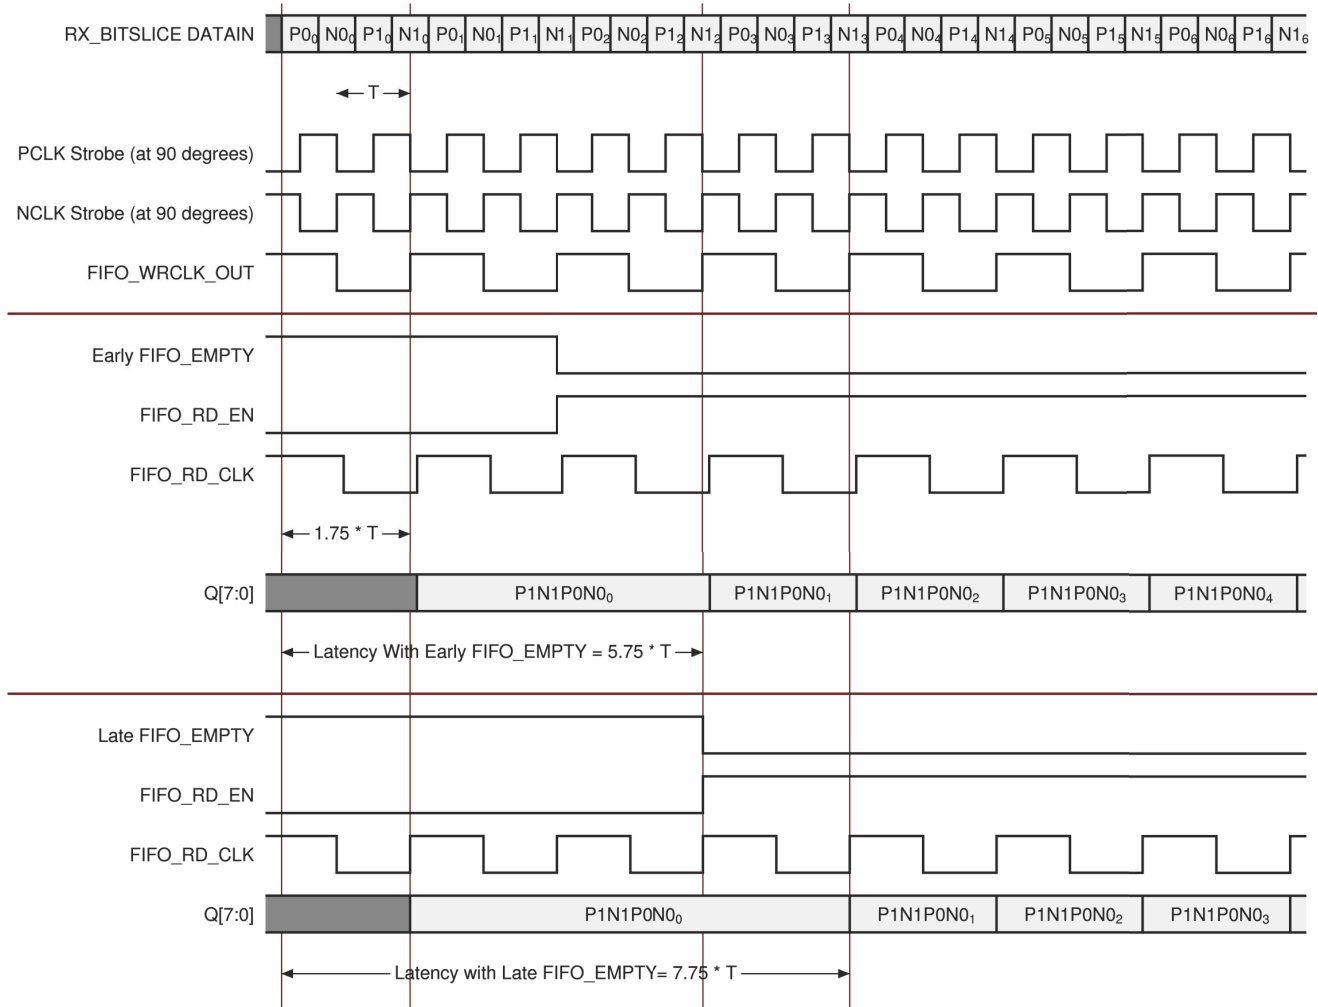 RX_BITSLICE DATAIN P0₀ N0₀ P1₀ N1₀ P0₁ N0₁ P1₁ N1₁ P0₂ N0₂ P1₂ N1₂ P0₃ N0₃ P1₃ N1₃ P0₄ N0₄ P1₄ N1₄ P0₅ N0₅ P1₅ N1₅ P0₆ N0₆ P1₆ N1₆
T
PCLK Strobe (at 90 degrees)
NCLK Strobe (at 90 degrees)
FIFO_WRCLK_OUT
Early FIFO_EMPTY
FIFO_RD_EN
FIFO_RD_CLK
1.75 * T
Q[7:0] P1N1P0N0₀ P1N1P0N0₁ P1N1P0N0₂ P1N1P0N0₃ P1N1P0N0₄
Latency With Early FIFO_EMPTY = 5.75 * T
Late FIFO_EMPTY
FIFO_RD_EN
FIFO_RD_CLK
Q[7:0] P1N1P0N0₀ P1N1P0N0₁ P1N1P0N0₂ P1N1P0N0₃
Latency with Late FIFO_EMPTY= 7.75 * T